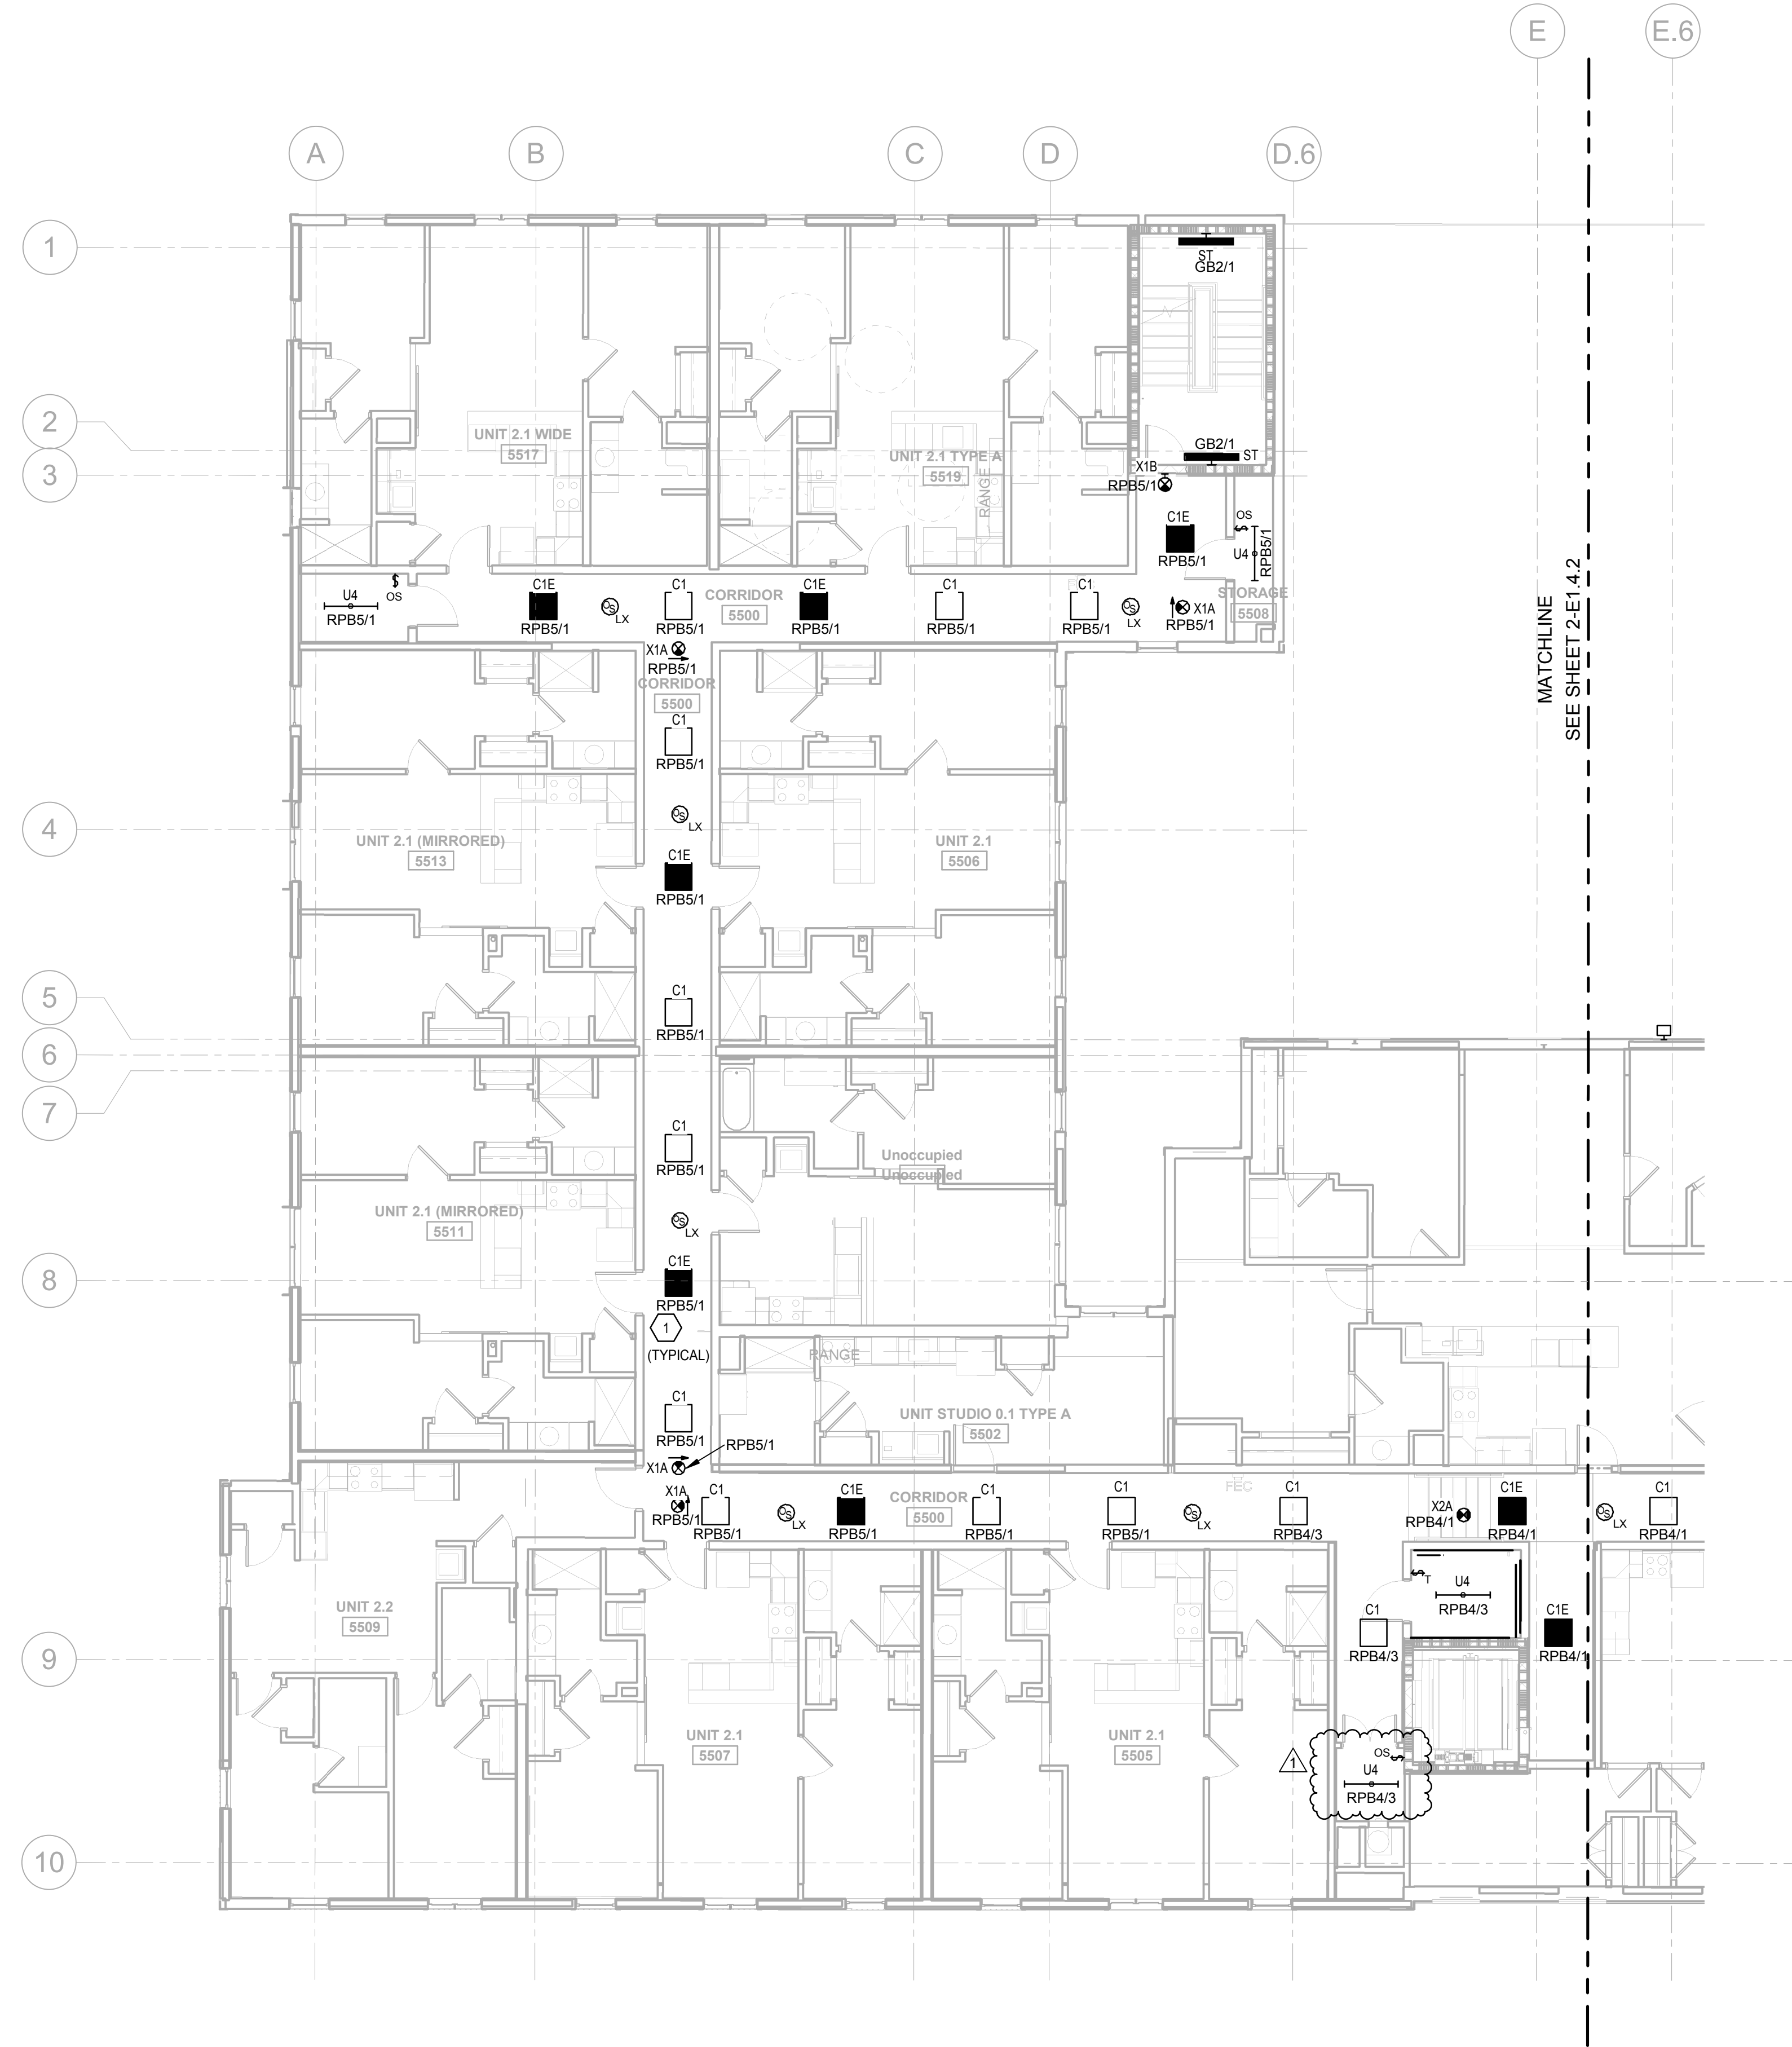 E
E.6
A
B
C
D
D.6
1
ST
GB2/1
2
UNIT 2.1 WIDE
5517
GB2/1
ST
UNIT 2.1 TYPE A
5519
RANGE
X1B
RPB5/1
3
OS
C1E
RPB5/1
U4
RPB5/1
MATCHLINE
SEE SHEET 2-E1.4.2
$
OS
U4
RPB5/1
C1E
RPB5/1
OS
LX
C1
RPB5/1
CORRIDOR
5500
C1E
RPB5/1
C1
RPB5/1
C1
RPB5/1
OS
LX
X1A
RPB5/1
STORAGE
5508
X1A
RPB5/1
CORRIDOR
5500
C1
RPB5/1
OS
LX
4
UNIT 2.1 (MIRRORED)
5513
UNIT 2.1
5506
C1E
RPB5/1
5
C1
RPB5/1
6
7
C1
RPB5/1
Unoccupied
Unoccupied
UNIT 2.1 (MIRRORED)
5511
OS
LX
8
C1E
RPB5/1
1
(TYPICAL)
RANGE
C1
RPB5/1
UNIT STUDIO 0.1 TYPE A
5502
RPB5/1
X1A
FEC
X1A
RPB5/1
C1
RPB5/1
OS
LX
C1E
RPB5/1
CORRIDOR
5500
C1
RPB5/1
C1
RPB5/1
OS
LX
C1
RPB4/3
X2A
RPB4/1
C1E
RPB4/1
OS
LX
C1
RPB4/1
T
U4
RPB4/3
UNIT 2.2
5509
C1
RPB4/3
C1E
RPB4/1
9
UNIT 2.1
5507
UNIT 2.1
5505
1
OS
U4
RPB4/3
10